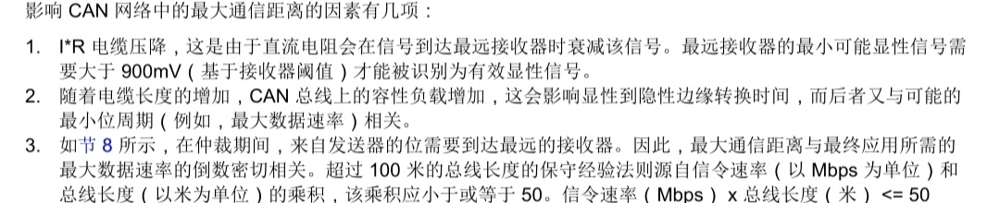 影响 CAN 网络中的最大通信距离的因素有几项：
1. I*R 电缆压降，这是由于直流电阻会在信号到达最远接收器时衰减该信号。最远接收器的最小可能显性信号需
要大于 900mV（基于接收器阈值）才能被识别为有效显性信号。
2. 随着电缆长度的增加，CAN 总线上的容性负载增加，这会影响显性到隐性边缘转换时间，而后者又与可能的
最小位周期（例如，最大数据速率）相关。
3. 如节 8 所示，在仲裁期间，来自发送器的位需要到达最远的接收器。因此，最大通信距离与最终应用所需的
最大数据速率的倒数密切相关。超过 100 米的总线长度的保守经验法则源自信令速率（以 Mbps 为单位）和
总线长度（以米为单位）的乘积，该乘积应小于或等于 50。信令速率（Mbps）x 总线长度（米）<= 50